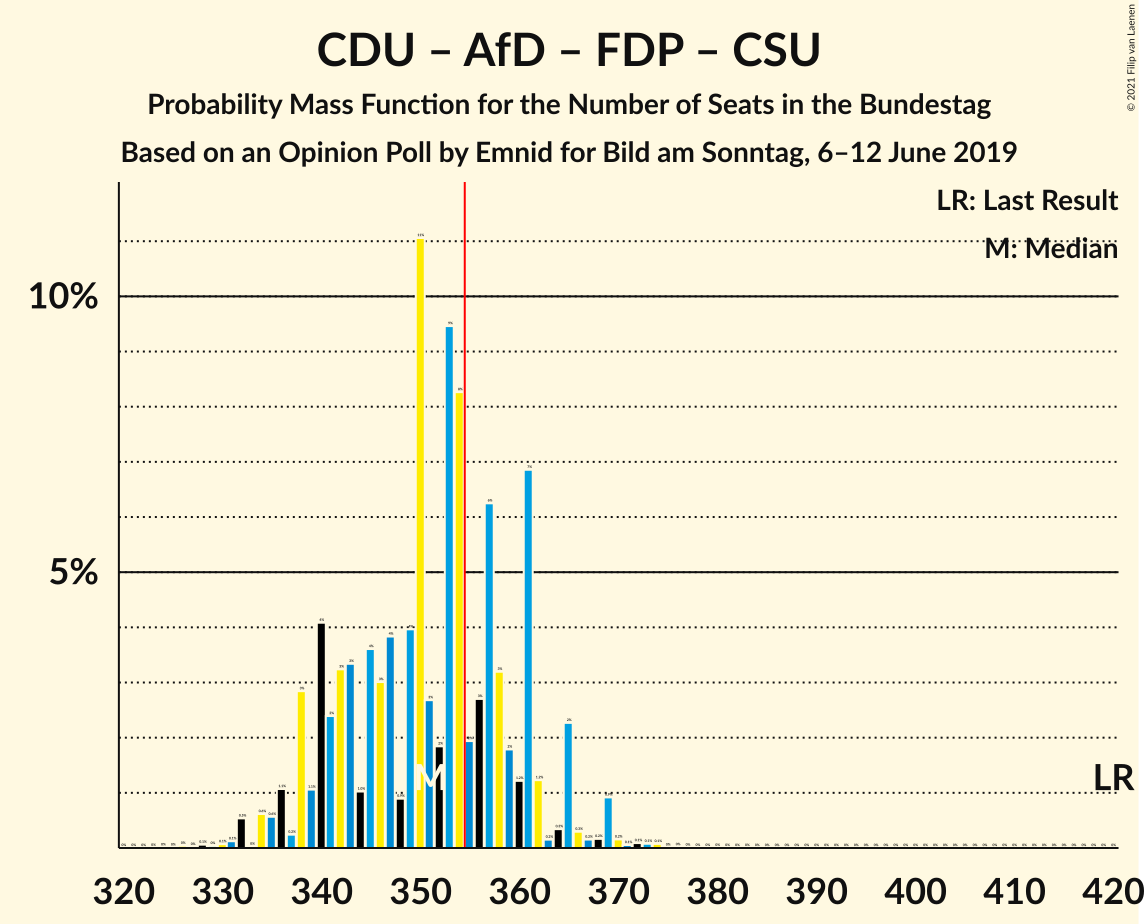 CDU – AfD – FDP – CSU
Probability Mass Function for the Number of Seats in the Bundestag
Based on an Opinion Poll by Emnid for Bild am Sonntag, 6–12 June 2019
© 2021 Filip van Laenen
LR: Last Result
M: Median
10%
5%
M
LR
320 330 340 350 360 370 380 390 400 410 420